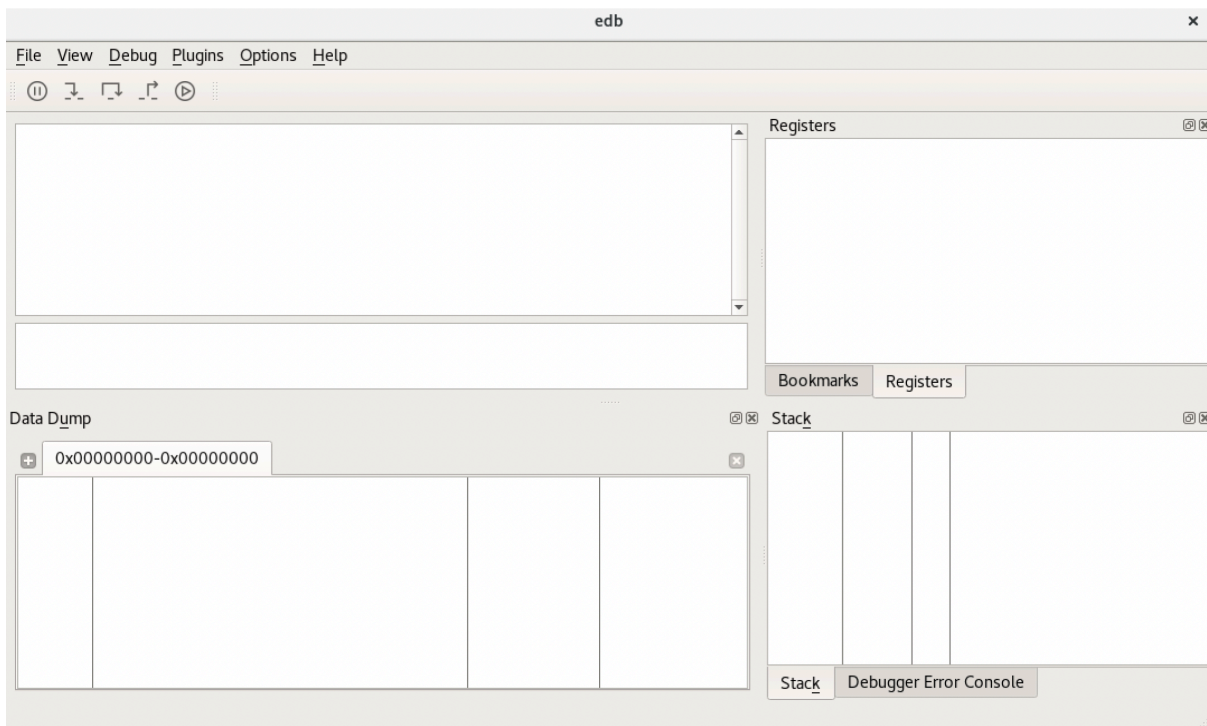 edb
File View Debug Plugins Options Help
Registers
Bookmarks Registers
Data Dump
0x00000000-0x00000000
Stack
Stack Debugger Error Console